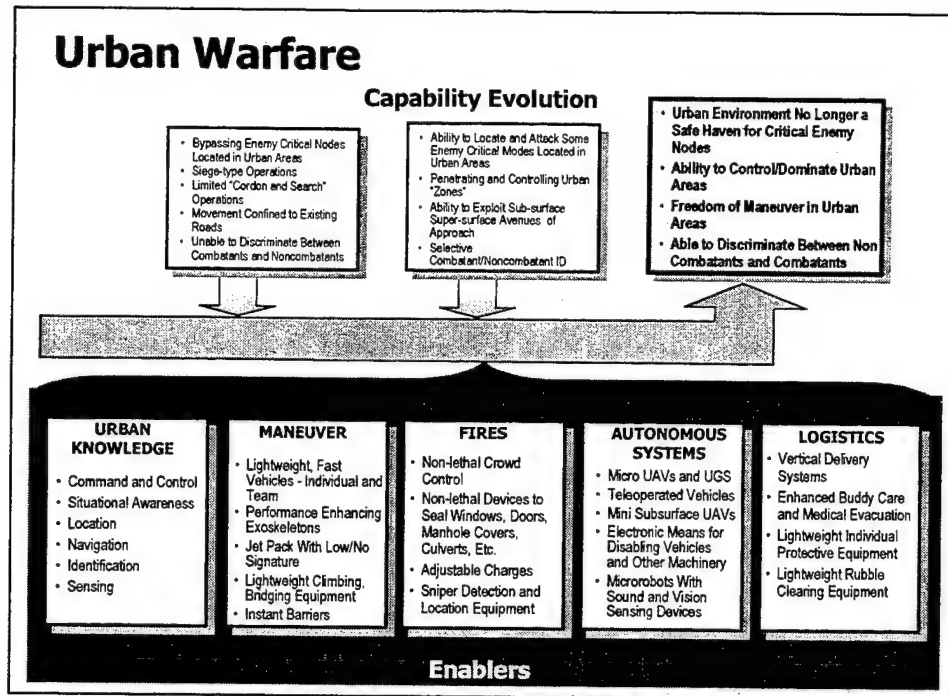 Urban Warfare
Capability Evolution
• Bypassing Enemy Critical Nodes
Located in Urban Areas
• Siege-type Operations
• Limited "Cordon and Search"
Operations
• Movement Confined to Existing
Roads
• Unable to Discriminate Between
Combatants and Noncombatants
• Ability to Locate and Attack Some
Enemy Critical Modes Located in
Urban Areas
• Penetrating and Controlling Urban
"Zones"
• Ability to Exploit Sub-surface
Super-surface Avenues of
Approach
• Selective
Combatant/Noncombatant ID
• Urban Environment No Longer a
Safe Haven for Critical Enemy
Nodes
• Ability to Control/Dominate Urban
Areas
• Freedom of Maneuver in Urban
Areas
• Able to Discriminate Between Non
Combatants and Combatants
URBAN
KNOWLEDGE
• Command and Control
• Situational Awareness
• Location
• Navigation
• Identification
• Sensing
MANEUVER
• Lightweight, Fast
Vehicles - Individual and
Team
• Performance Enhancing
Exoskeletons
• Jet Pack With Low/No
Signature
• Lightweight Climbing,
Bridging Equipment
• Instant Barriers
FIRES
• Non-lethal Crowd
Control
• Non-lethal Devices to
Seal Windows, Doors,
Manhole Covers,
Culverts, Etc.
• Adjustable Charges
• Sniper Detection and
Location Equipment
AUTONOMOUS
SYSTEMS
• Micro UAVs and UGS
• Teleoperated Vehicles
• Mini Subsurface UAVs
• Electronic Means for
Disabling Vehicles
and Other Machinery
• Microrobots With
Sound and Vision
Sensing Devices
LOGISTICS
• Vertical Delivery
Systems
• Enhanced Buddy Care
and Medical Evacuation
• Lightweight Individual
Protective Equipment
• Lightweight Rubble
Clearing Equipment
Enablers